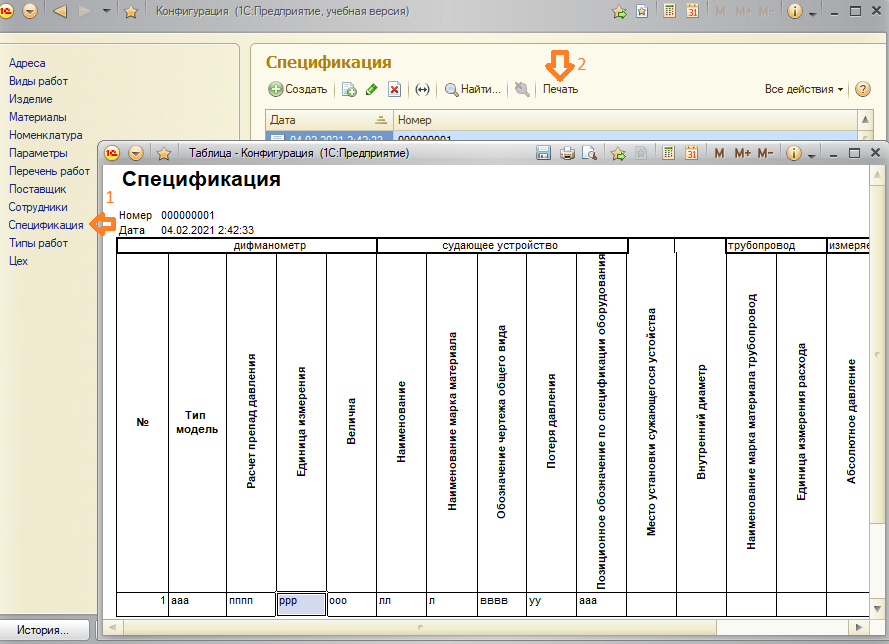 Конфигурация (1С:Предприятие, учебная версия)
M M+ M-
Адреса
Виды работ
Изделие
Материалы
Номенклатура
Параметры
Перечень работ
Поставщик
Сотрудники
Спецификация
Типы работ
Цех
История...
1
Спецификация
2
Создать
Найти...
Печать
Все действия
Дата
Номер
04.02.2021 2:42:33
000000001
Таблица - Конфигурация (1С:Предприятие)
M M+ M-
Спецификация
Номер 000000001
Дата 04.02.2021 2:42:33
дифманометр
судающее устройство
трубопровод
измеряе
№
Тип
модель
Расчет препад давления
Единица измерения
Велична
Наименование
Наименование марка материала
Обозначение чертежа общего вида
Потеря давления
Позиционное обозначение по спецификации оборудования
Место установки сужающегося устойства
Внутренний диаметр
Наименование марка материала трубопровод
Единица измерения расхода
Абсолютное давление
1 ааа пппп ррр ооо лл л вввв уу ааа